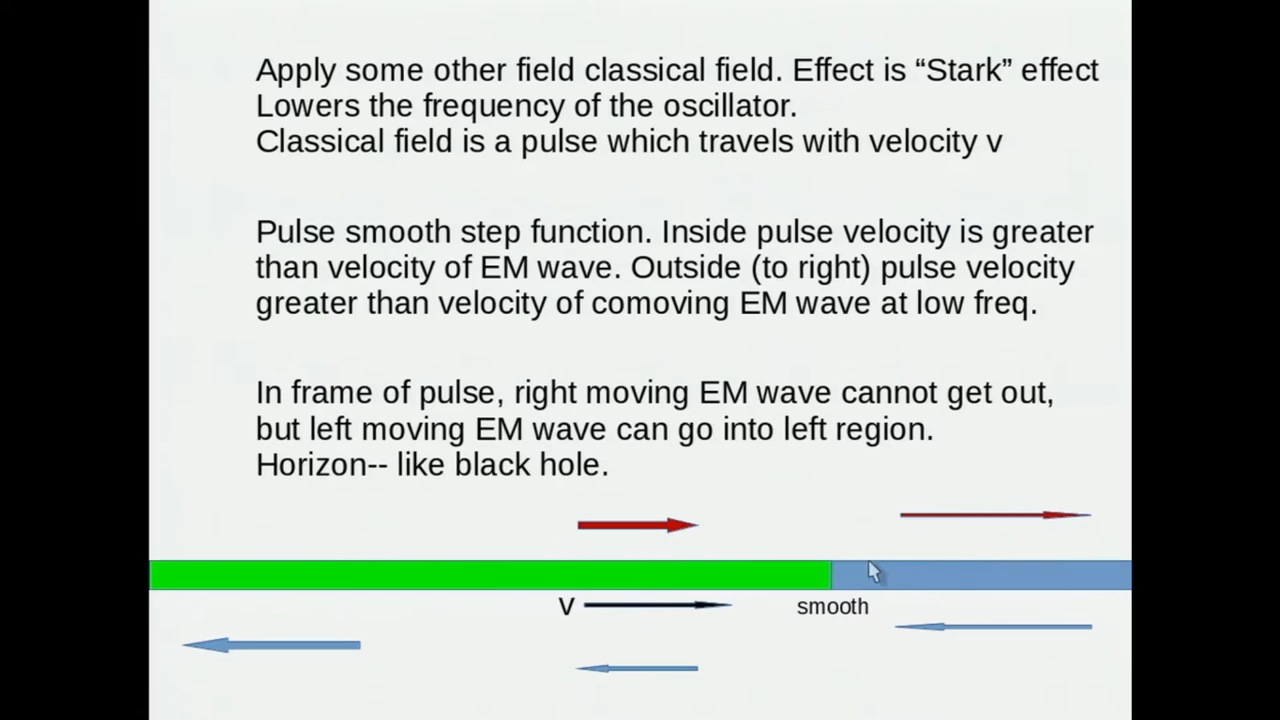 Apply some other field classical field. Effect is “Stark” effect
Lowers the frequency of the oscillator.
Classical field is a pulse which travels with velocity v
Pulse smooth step function. Inside pulse velocity is greater
than velocity of EM wave. Outside (to right) pulse velocity
greater than velocity of comoving EM wave at low freq.
In frame of pulse, right moving EM wave cannot get out,
but left moving EM wave can go into left region.
Horizon-- like black hole.
v
smooth